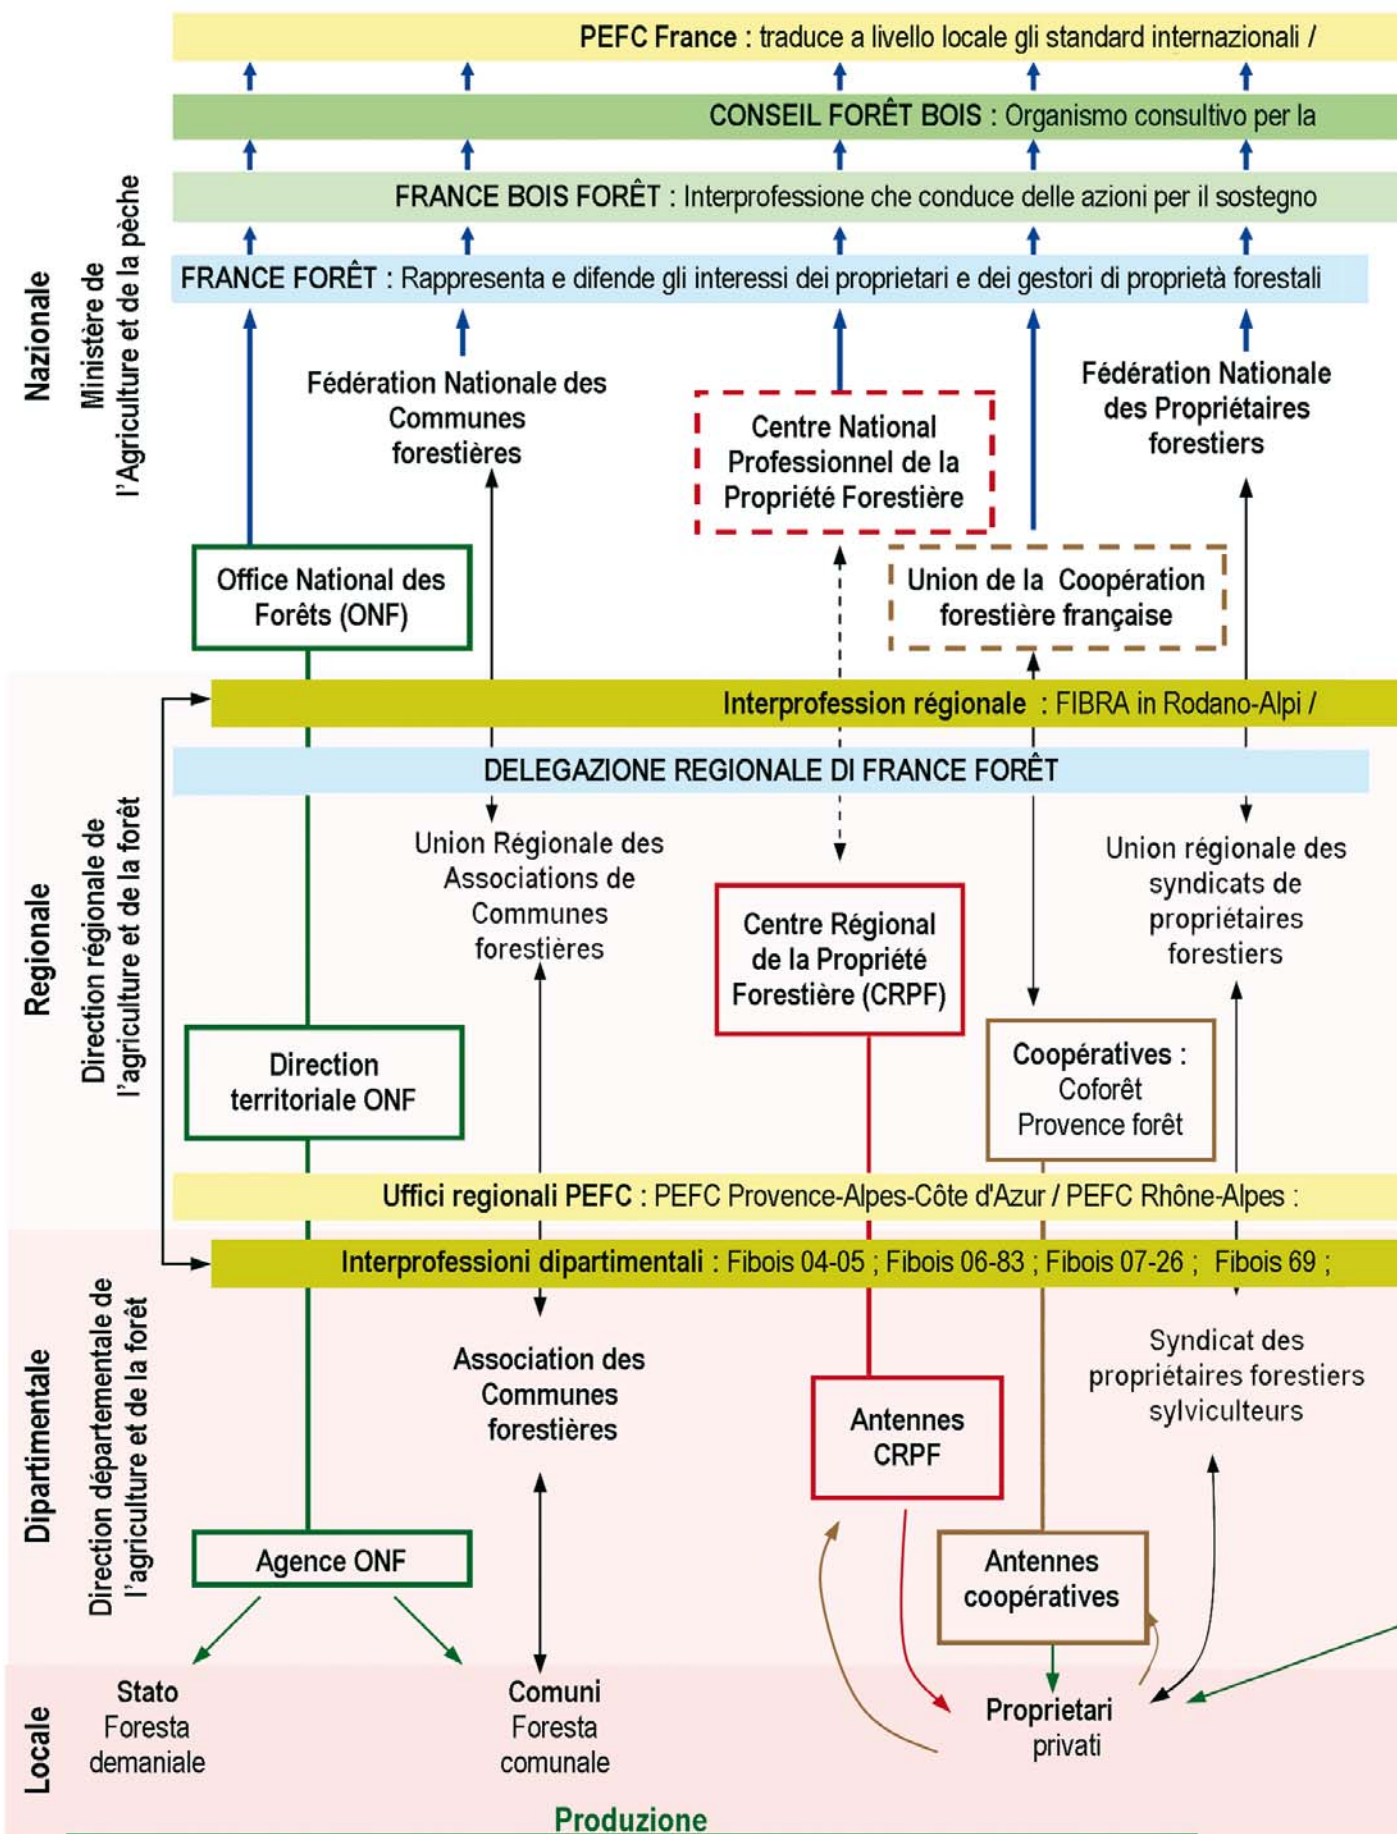 PEFC France : traduce a livello locale gli standard internazionali /
CONSEIL FORÊT BOIS : Organismo consultivo per la
FRANCE BOIS FORÊT : Interprofessione che conduce delle azioni per il sostegno
FRANCE FORÊT : Rappresenta e difende gli interessi dei proprietari e dei gestori di proprietà forestali
Nazionale
Ministère de
l'Agriculture et de la pèche
Fédération Nationale des
Communes
forestières
Centre National
Professionnel de la
Propriété Forestière
Fédération Nationale
des Propriétaires
forestiers
Office National des
Forêts (ONF)
Union de la Coopération
forestière française
Interprofession régionale : FIBRA in Rodano-Alpi /
DELEGAZIONE REGIONALE DI FRANCE FORÊT
Regionale
Direction régionale de
l'agriculture et de la forêt
Union Régionale des
Associations de
Communes
forestières
Centre Régional
de la Propriété
Forestière (CRPF)
Union régionale des
syndicats de
propriétaires
forestiers
Direction
territoriale ONF
Coopératives :
Coforêt
Provence forêt
Uffici regionali PEFC : PEFC Provence-Alpes-Côte d'Azur / PEFC Rhône-Alpes :
Interprofessioni dipartimentali : Fibois 04-05 ; Fibois 06-83 ; Fibois 07-26 ; Fibois 69 ;
Dipartimentale
Direction départementale de
l'agriculture et de la forêt
Association des
Communes
forestières
Antennes
CRPF
Syndicat des
propriétaires forestiers
sylviculteurs
Agence ONF
Antennes
coopératives
Locale
Stato
Foresta
demaniale
Comuni
Foresta
comunale
Proprietari
privati
Produzione